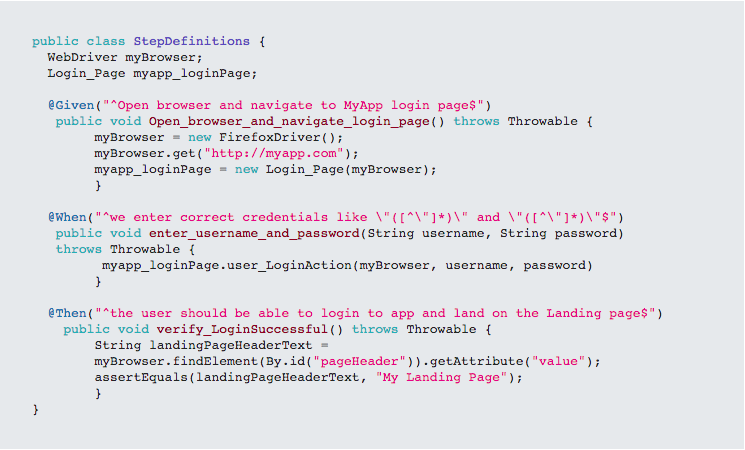 public class StepDefinitions {
WebDriver myBrowser;
Login_Page myapp_loginPage;
@Given("^Open browser and navigate to MyApp login page$")
public void Open_browser_and_navigate_login_page() throws Throwable {
myBrowser = new FirefoxDriver();
myBrowser.get("http://myapp.com");
myapp_loginPage = new Login_Page(myBrowser);
}
@When("^we enter correct credentials like \"([^\"]*)\" and \"([^\"]*)\"$")
public void enter_username_and_password(String username, String password)
throws Throwable {
myapp_loginPage.user_LoginAction(myBrowser, username, password)
}
@Then("^the user should be able to login to app and land on the Landing page$")
public void verify_LoginSuccessful() throws Throwable {
String landingPageHeaderText =
myBrowser.findElement(By.id("pageHeader")).getAttribute("value");
assertEquals(landingPageHeaderText, "My Landing Page");
}
}